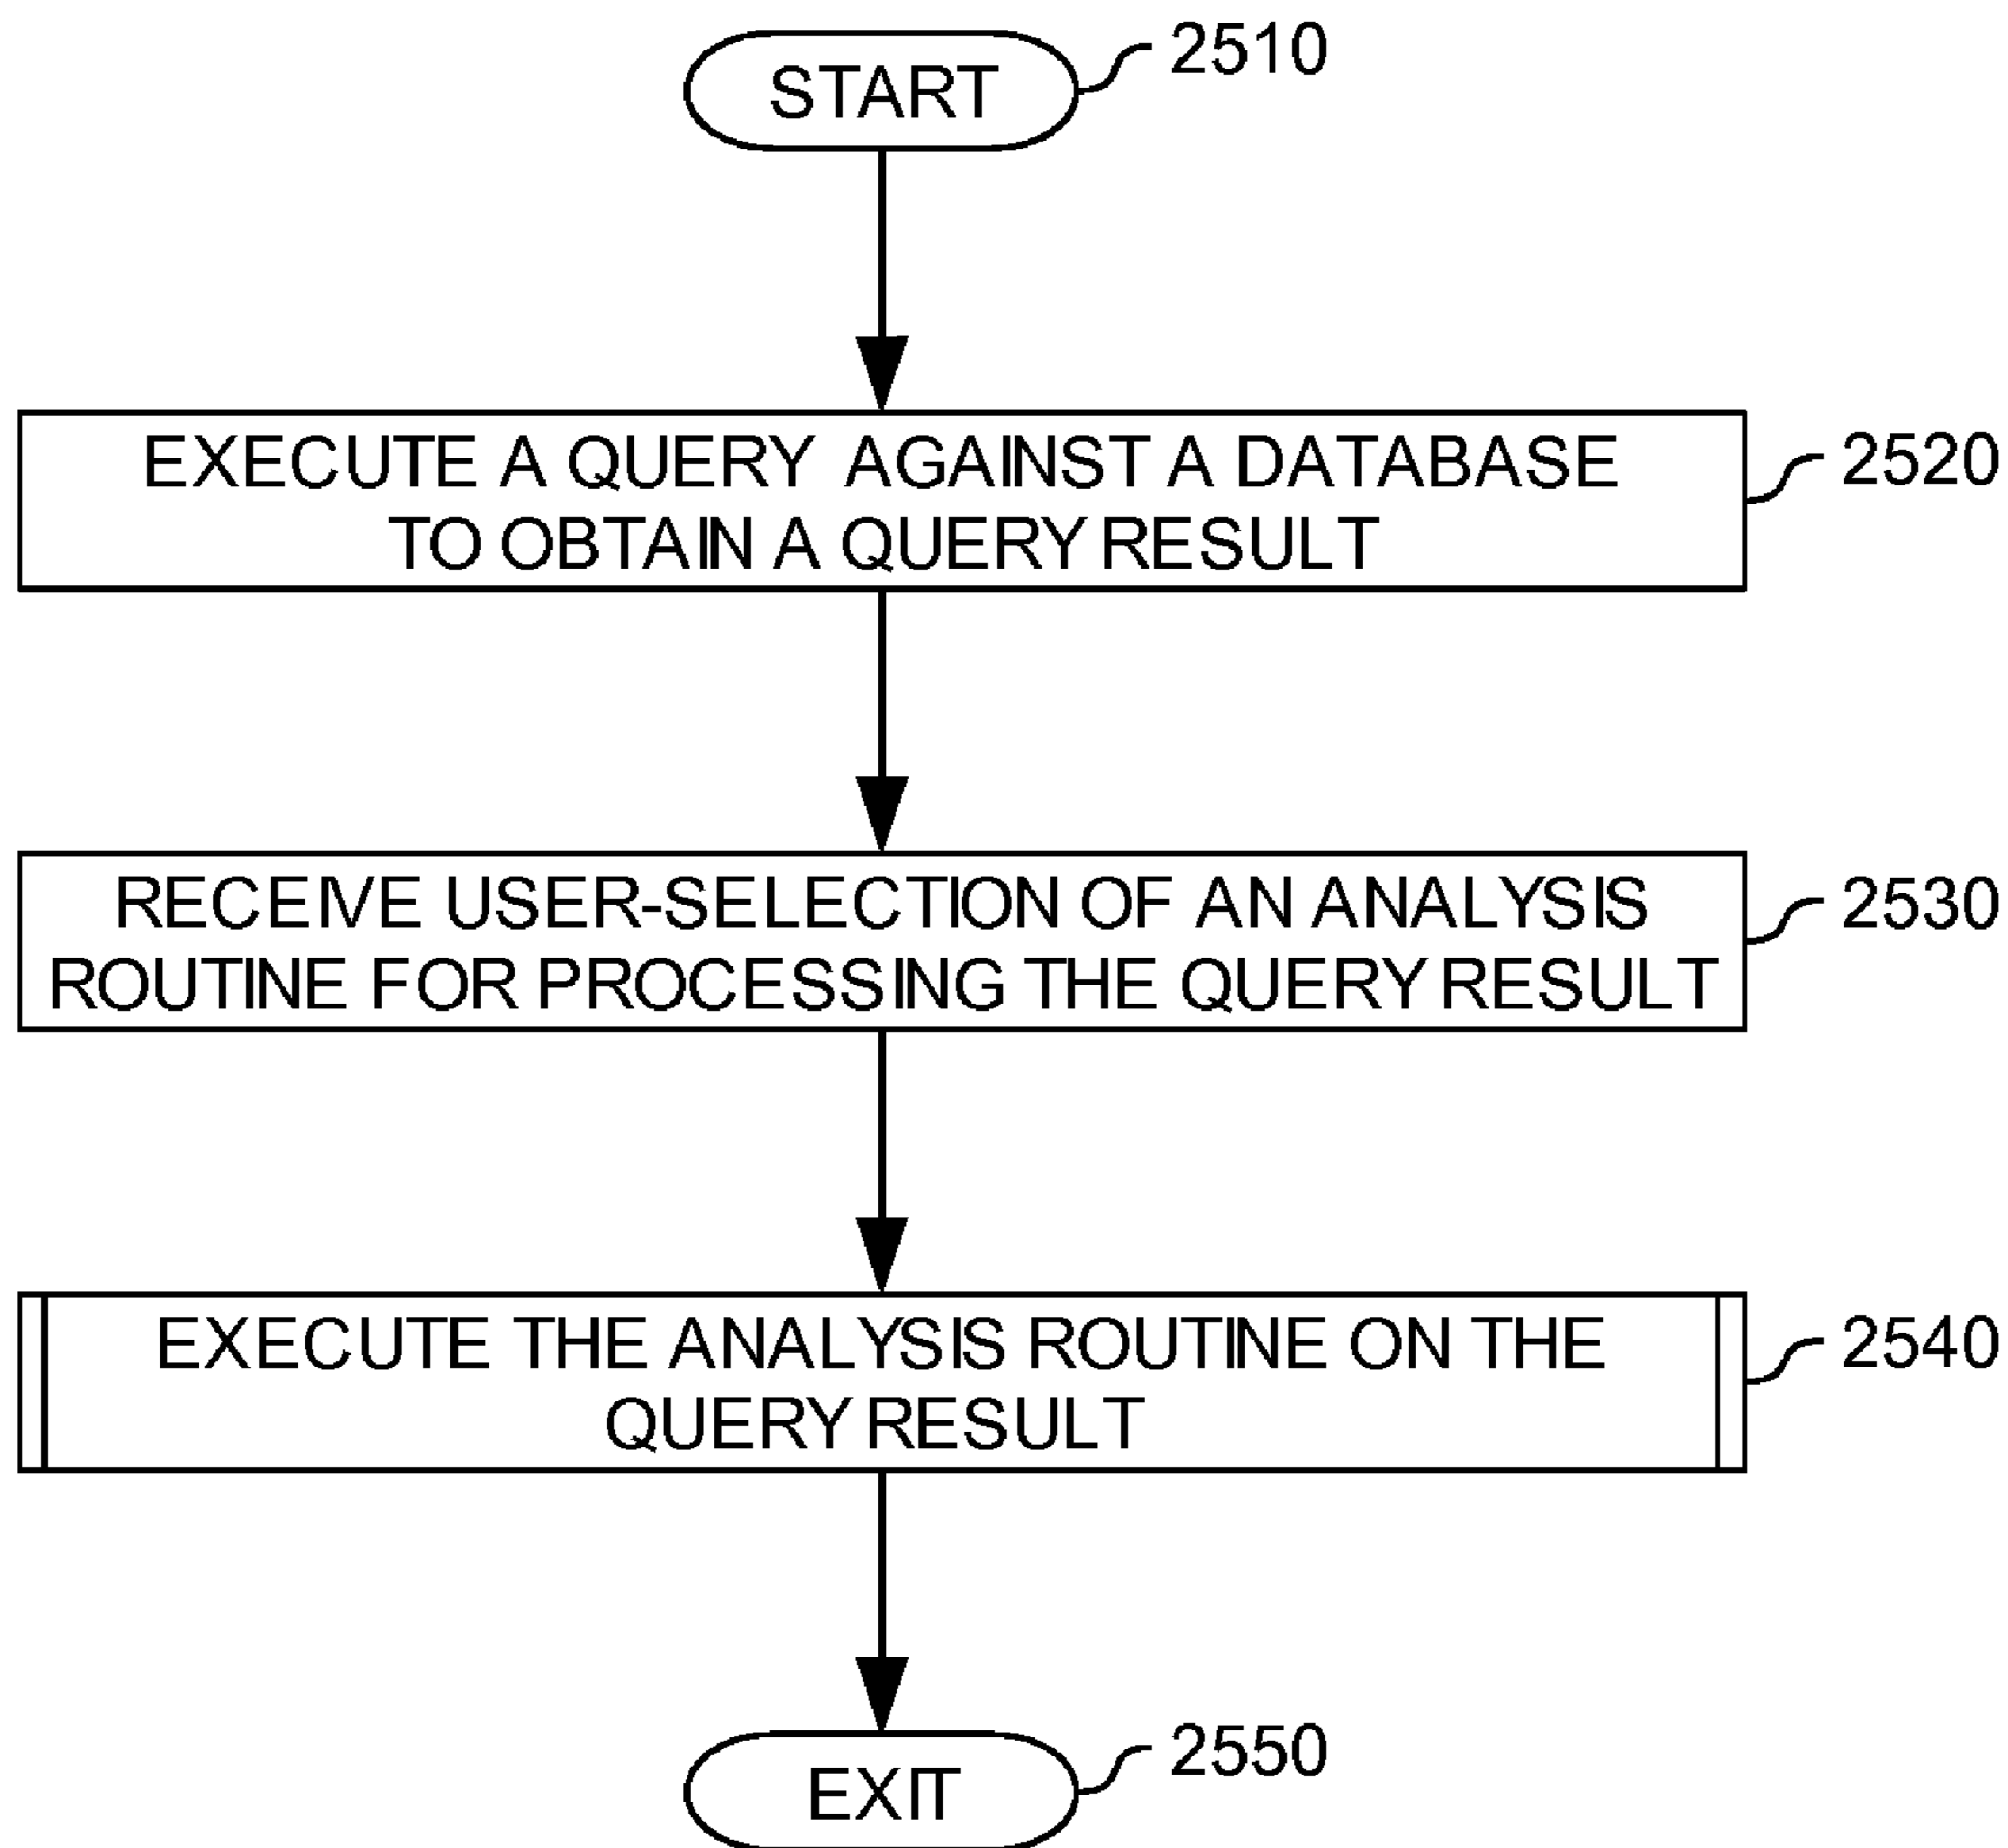 START
2510
EXECUTE A QUERY AGAINST A DATABASE
TO OBTAIN A QUERY RESULT
2520
RECEIVE USER-SELECTION OF AN ANALYSIS
ROUTINE FOR PROCESSING THE QUERY RESULT
2530
EXECUTE THE ANALYSIS ROUTINE ON THE
QUERY RESULT
2540
EXIT
2550